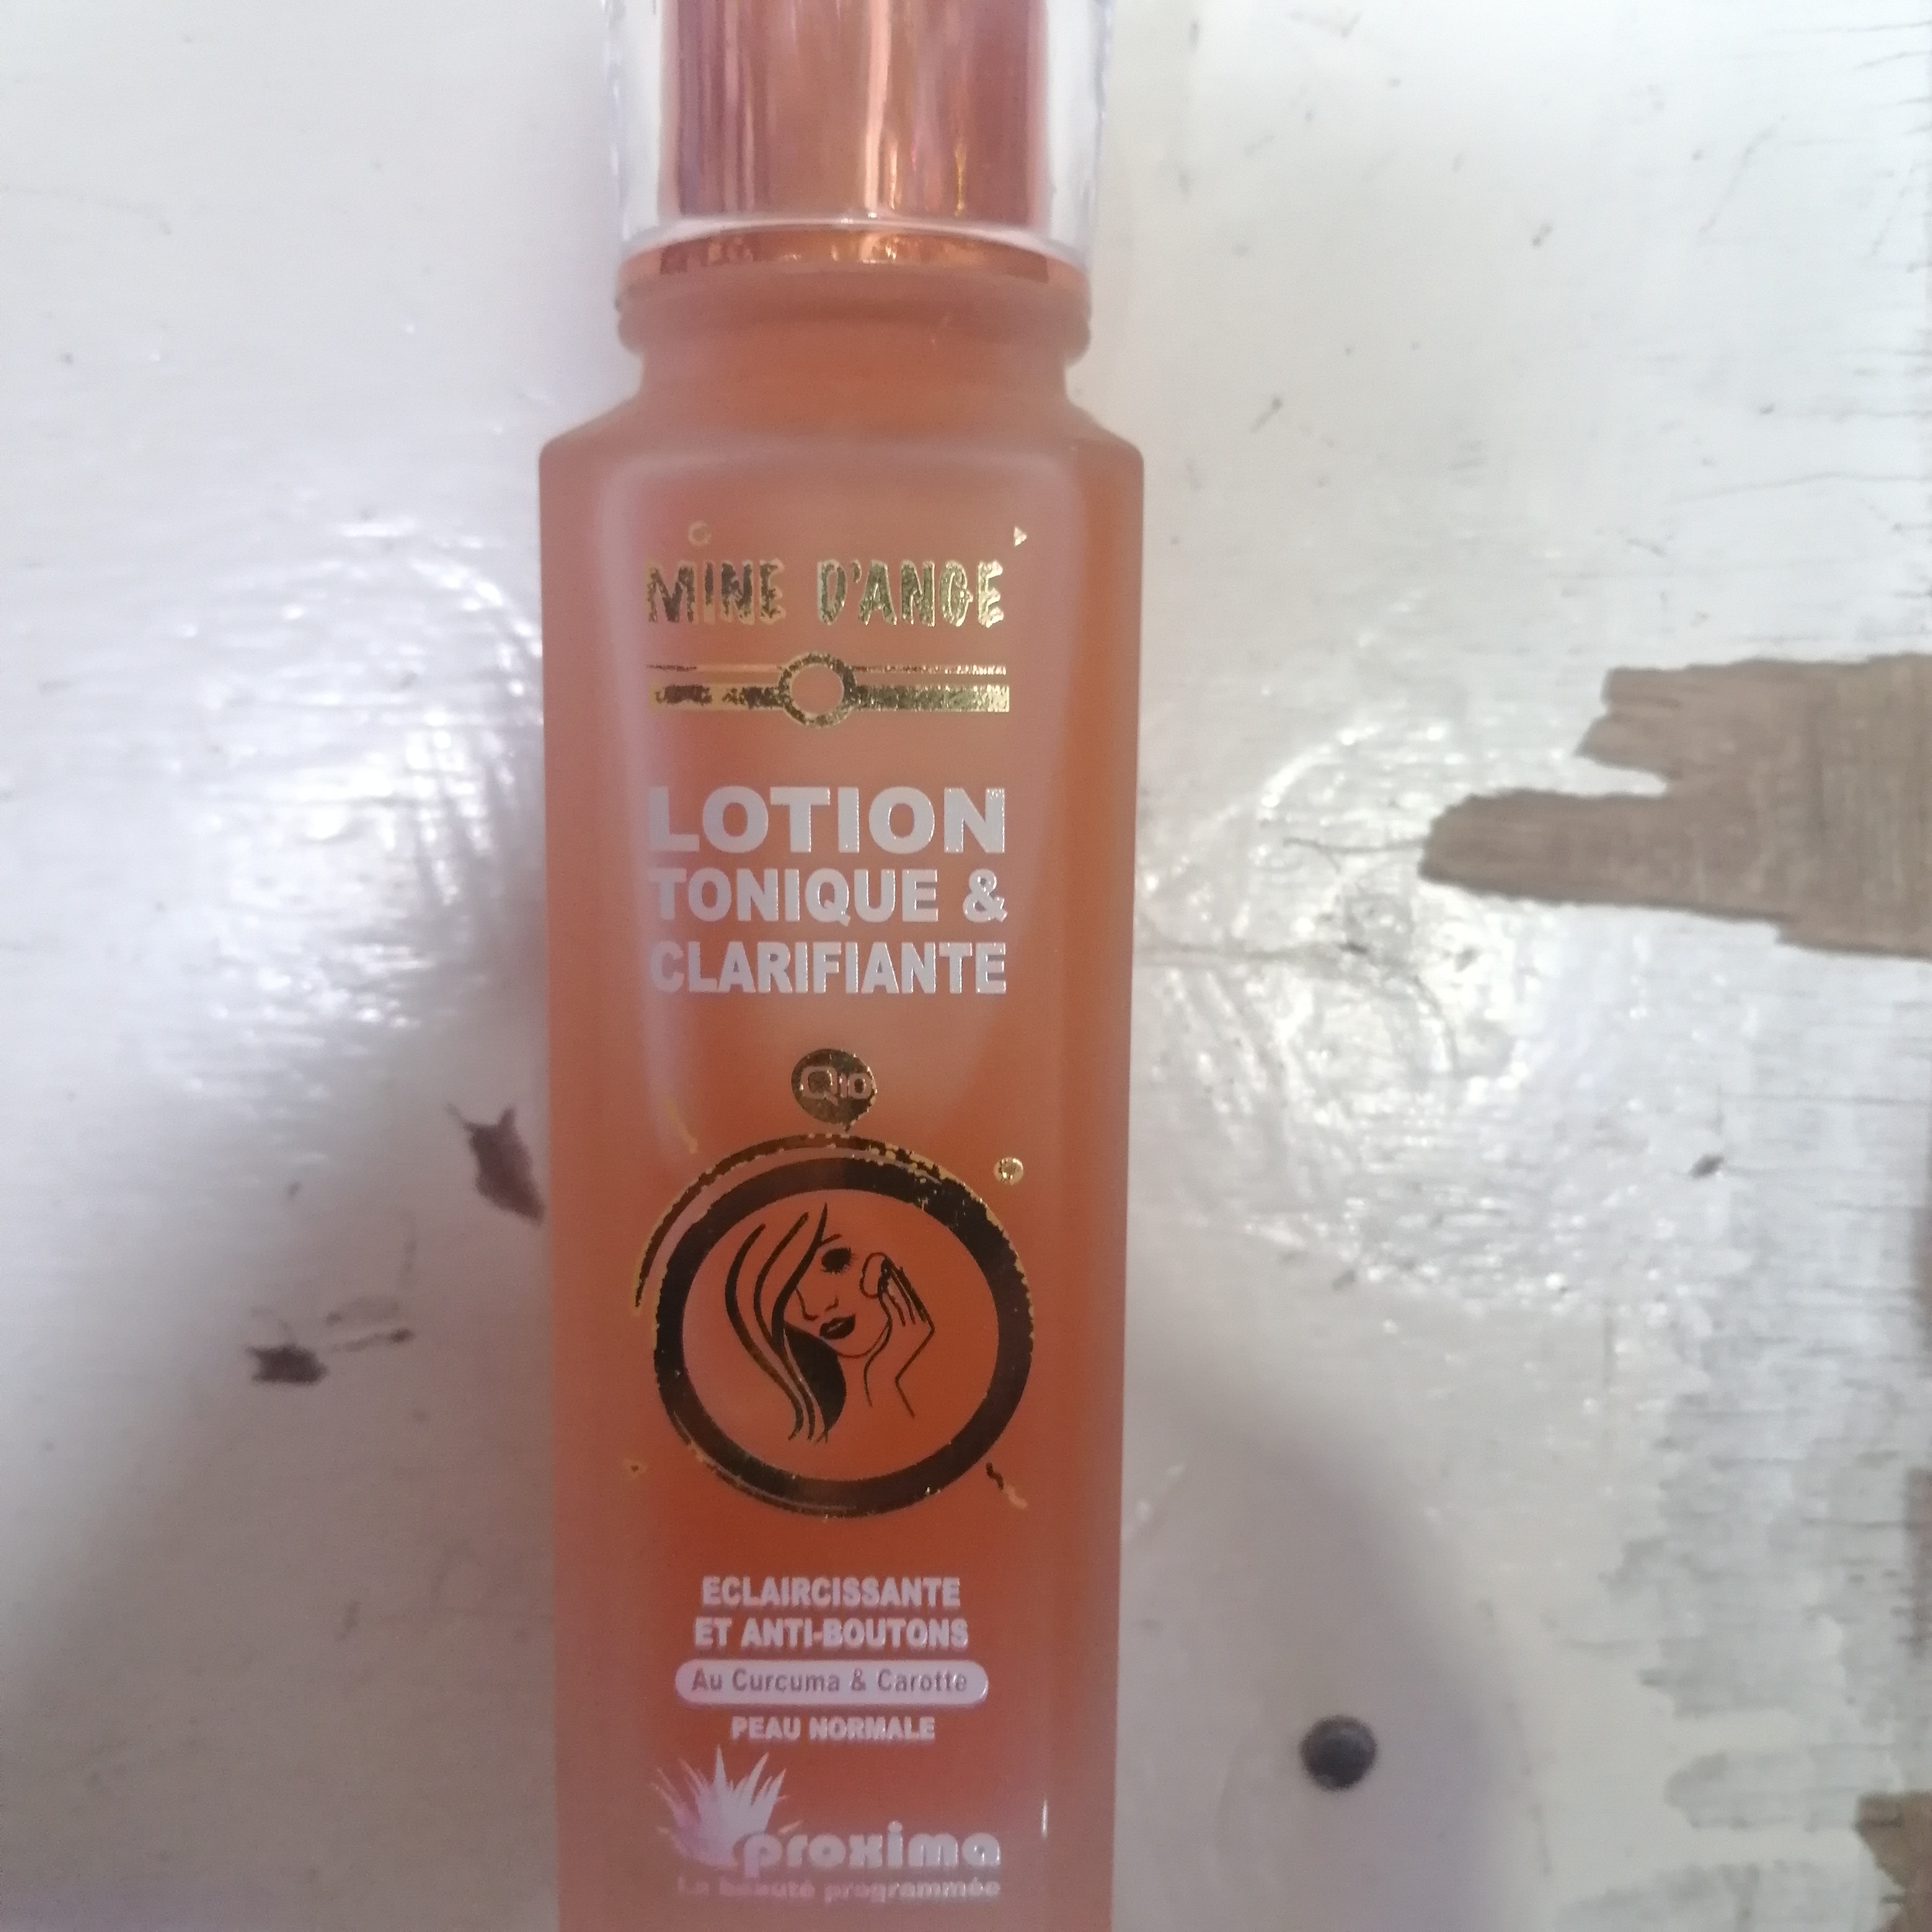 MINE D'ANGE
LOTION
TONIQUE &
CLARIFIANTE
Q10
ECLAIRCISSANTE
ET ANTI-BOUTONS
Au Curcuma & Carotte
PEAU NORMALE
proxima
La beauté programmée